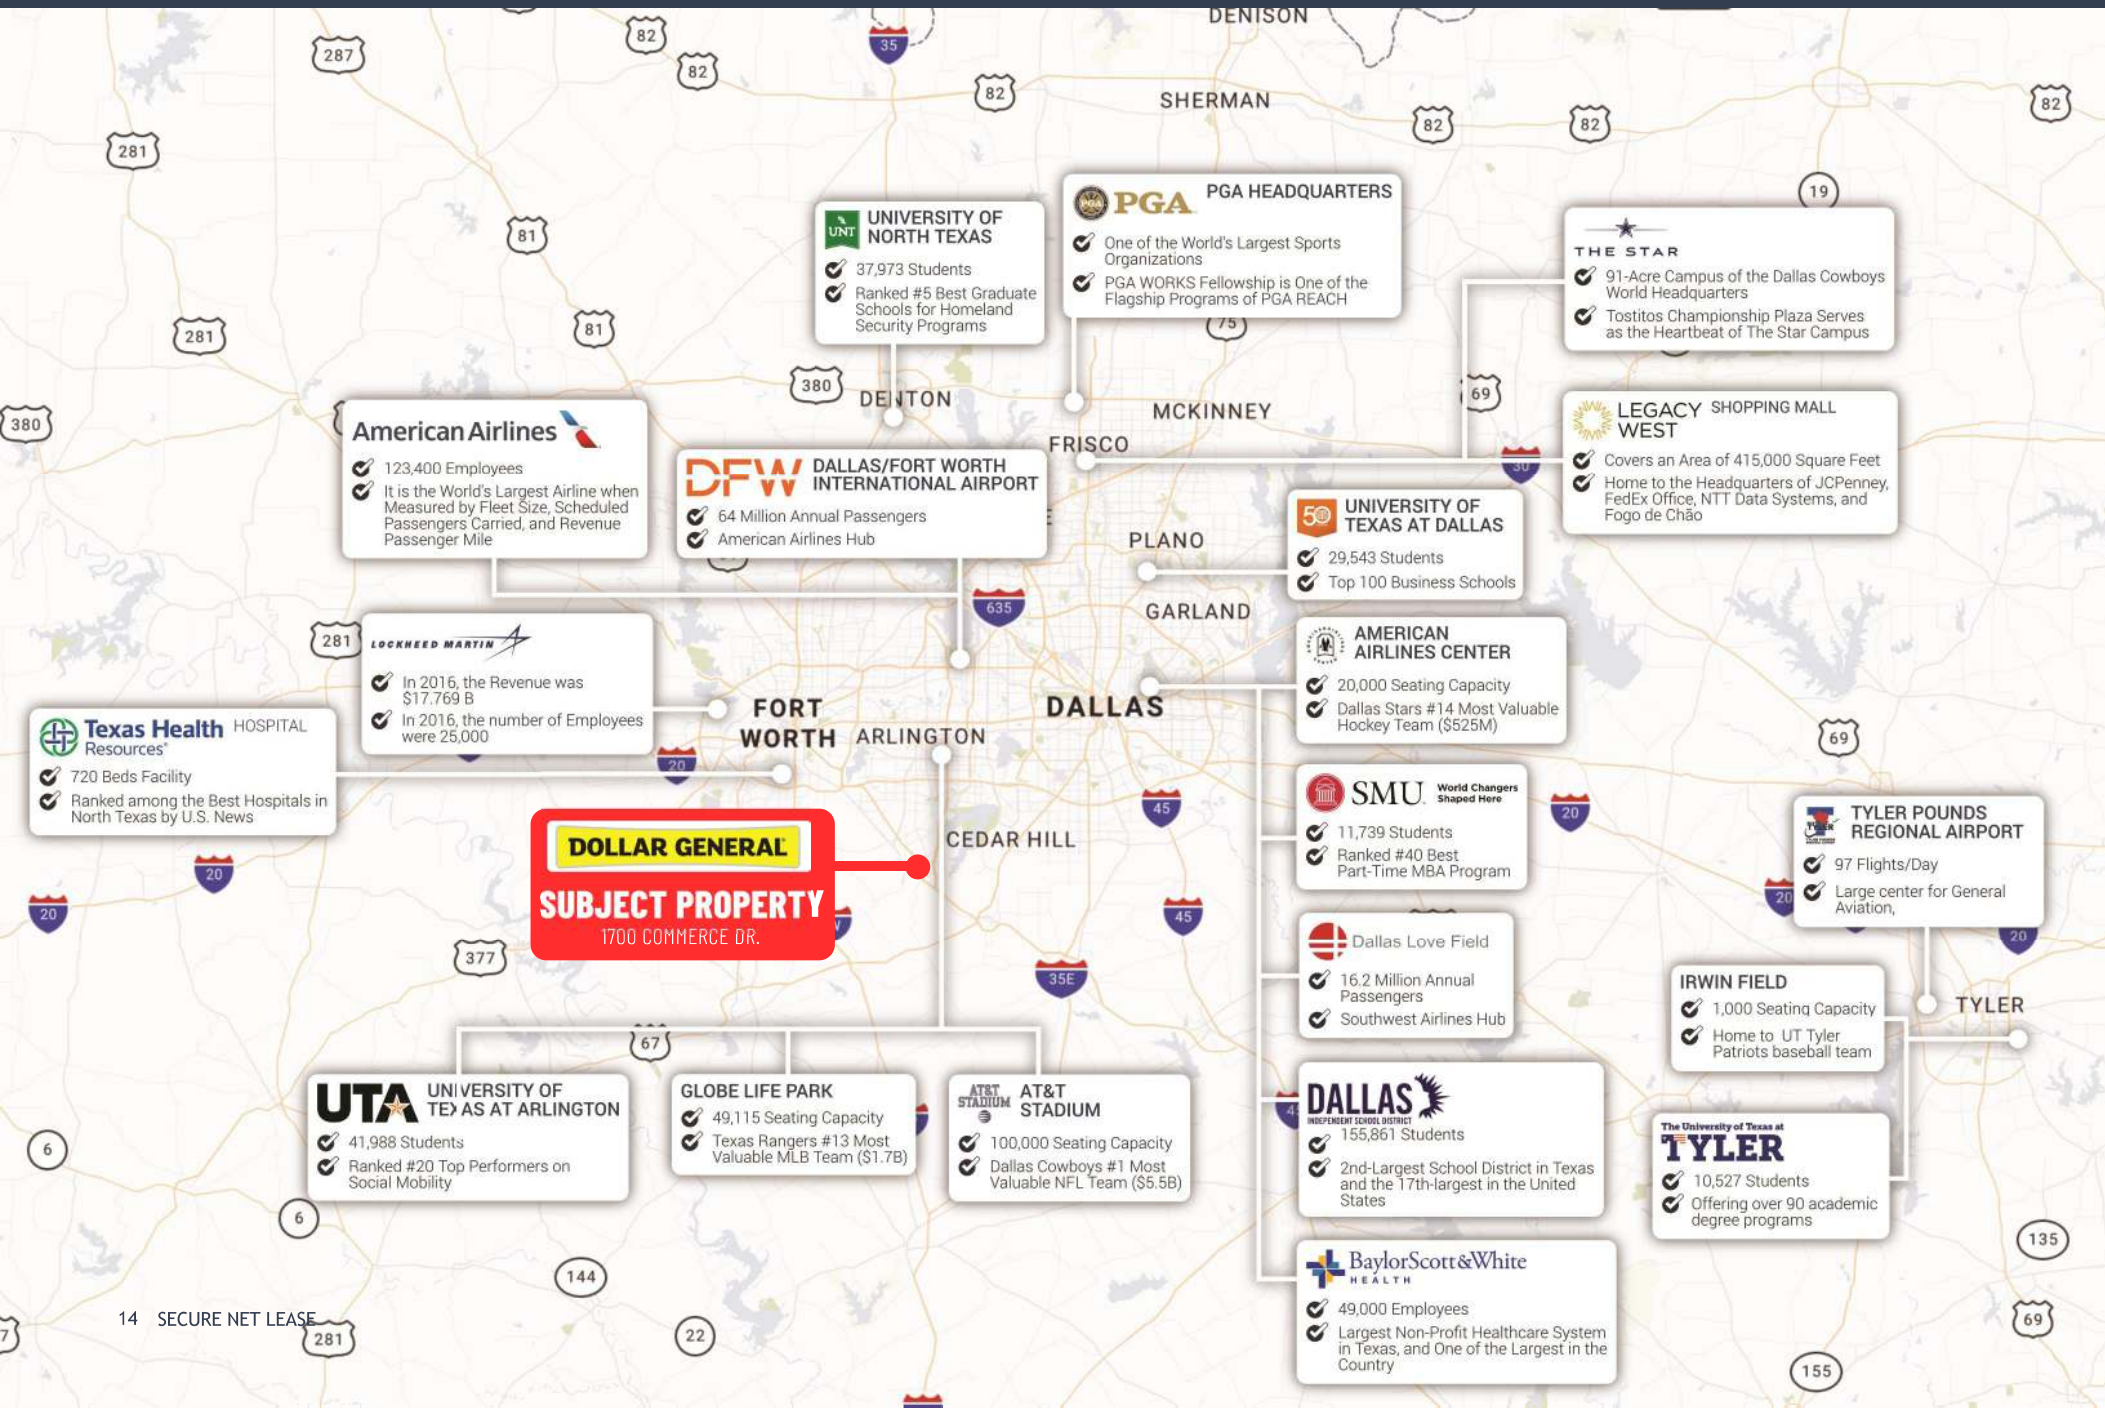 DENISON
287
82
82
35
82
SHERMAN
82
82
82
281
81
19
UNT
UNIVERSITY OF
NORTH TEXAS
37,973 Students
Ranked #5 Best Graduate
Schools for Homeland
Security Programs
PGA
PGA
PGA HEADQUARTERS
One of the World's Largest Sports
Organizations
PGA WORKS Fellowship is One of the
Flagship Programs of PGA REACH
THE STAR
91-Acre Campus of the Dallas Cowboys
World Headquarters
Tostitos Championship Plaza Serves
as the Heartbeat of The Star Campus
281
81
75
380
380
DENTON
MCKINNEY
FRISCO
69
30
American Airlines
123,400 Employees
It is the World's Largest Airline when
Measured by Fleet Size, Scheduled
Passengers Carried, and Revenue
Passenger Mile
DFW
DALLAS/FORT WORTH
INTERNATIONAL AIRPORT
64 Million Annual Passengers
American Airlines Hub
LEGACY
WEST
SHOPPING MALL
Covers an Area of 415,000 Square Feet
Home to the Headquarters of JCPenney,
FedEx Office, NTT Data Systems, and
Fogo de Chão
PLANO
50
UNIVERSITY OF
TEXAS AT DALLAS
29,543 Students
Top 100 Business Schools
635
GARLAND
281
LOCKHEED MARTIN
In 2016, the Revenue was
$17.769 B
In 2016, the number of Employees
were 25,000
AMERICAN
AIRLINES CENTER
20,000 Seating Capacity
Dallas Stars #14 Most Valuable
Hockey Team ($525M)
FORT
WORTH
ARLINGTON
DALLAS
Texas Health
Resources
HOSPITAL
720 Beds Facility
Ranked among the Best Hospitals in
North Texas by U.S. News
20
69
SMU
World Changers
Shaped Here
11,739 Students
Ranked #40 Best
Part-Time MBA Program
45
20
DOLLAR GENERAL
SUBJECT PROPERTY
1700 COMMERCE DR.
CEDAR HILL
TYLER POUNDS
REGIONAL AIRPORT
97 Flights/Day
Large center for General
Aviation,
20
20
20
20
45
377
35E
Dallas Love Field
16.2 Million Annual
Passengers
Southwest Airlines Hub
IRWIN FIELD
1,000 Seating Capacity
Home to UT Tyler
Patriots baseball team
TYLER
67
UTA
UNIVERSITY OF
TEXAS AT ARLINGTON
41,988 Students
Ranked #20 Top Performers on
Social Mobility
GLOBE LIFE PARK
49,115 Seating Capacity
Texas Rangers #13 Most
Valuable MLB Team ($1.7B)
AT&T
STADIUM
AT&T
STADIUM
100,000 Seating Capacity
Dallas Cowboys #1 Most
Valuable NFL Team ($5.5B)
DALLAS
INDEPENDENT SCHOOL DISTRICT
155,861 Students
2nd-Largest School District in Texas
and the 17th-largest in the United
States
The University of Texas at
TYLER
10,527 Students
Offering over 90 academic
degree programs
6
6
144
135
BaylorScott&White
HEALTH
49,000 Employees
Largest Non-Profit Healthcare System
in Texas, and One of the Largest in the
Country
14 SECURE NET LEASE
281
22
69
155